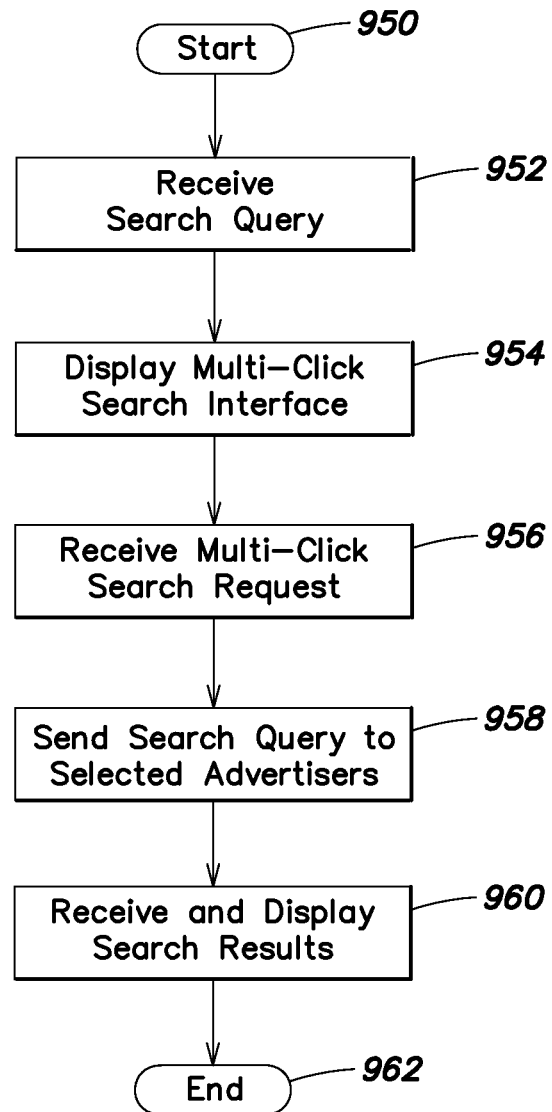 950
Start
952
Receive
Search Query
954
Display Multi-Click
Search Interface
956
Receive Multi-Click
Search Request
958
Send Search Query to
Selected Advertisers
960
Receive and Display
Search Results
962
End